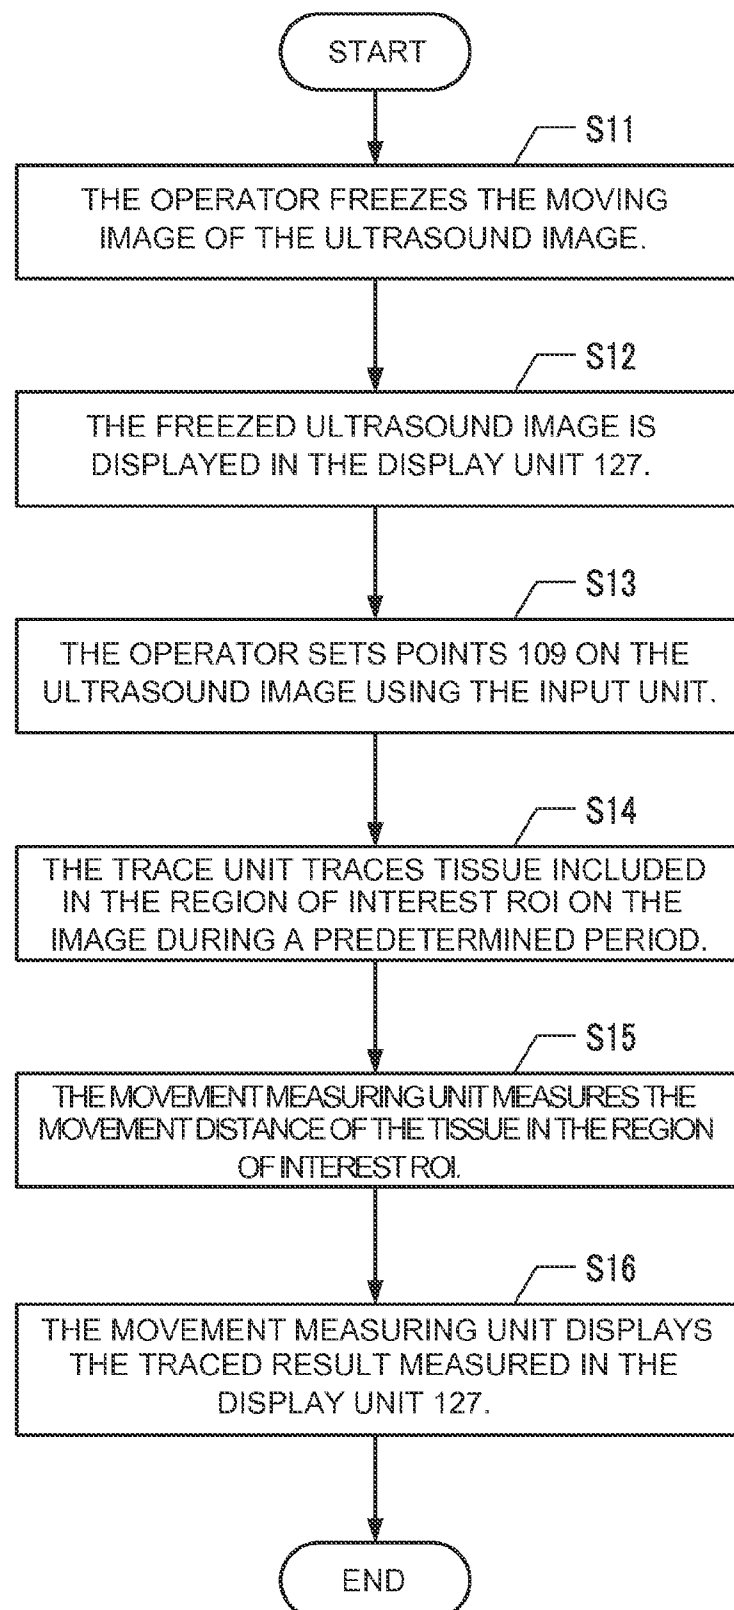 START
S11
THE OPERATOR FREEZES THE MOVING
IMAGE OF THE ULTRASOUND IMAGE.
S12
THE FREEZED ULTRASOUND IMAGE IS
DISPLAYED IN THE DISPLAY UNIT 127.
S13
THE OPERATOR SETS POINTS 109 ON THE
ULTRASOUND IMAGE USING THE INPUT UNIT.
S14
THE TRACE UNIT TRACES TISSUE INCLUDED
IN THE REGION OF INTEREST ROI ON THE
IMAGE DURING A PREDETERMINED PERIOD.
S15
THE MOVEMENT MEASURING UNIT MEASURES THE
MOVEMENT DISTANCE OF THE TISSUE IN THE REGION
OF INTEREST ROI.
S16
THE MOVEMENT MEASURING UNIT DISPLAYS
THE TRACED RESULT MEASURED IN THE
DISPLAY UNIT 127.
END